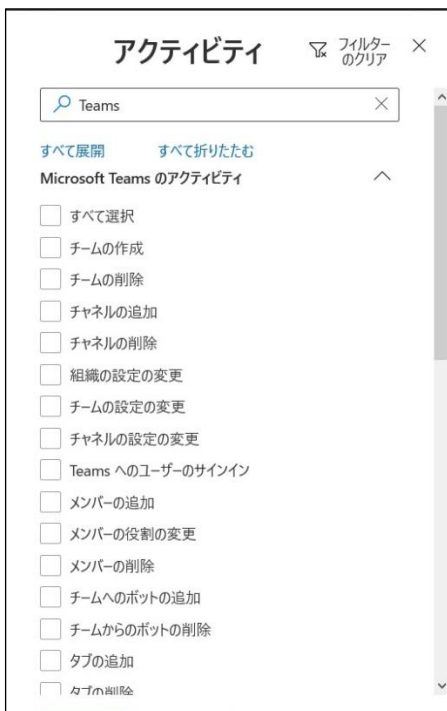 アクティビティ
フィルター
のクリア
Teams
すべて展開 すべて折りたたむ
Microsoft Teams のアクティビティ
すべて選択
チームの作成
チームの削除
チャネルの追加
チャネルの削除
組織の設定の変更
チームの設定の変更
チャネルの設定の変更
Teams へのユーザーのサインイン
メンバーの追加
メンバーの役割の変更
メンバーの削除
チームへのボットの追加
チームからのボットの削除
タブの追加
タブの削除